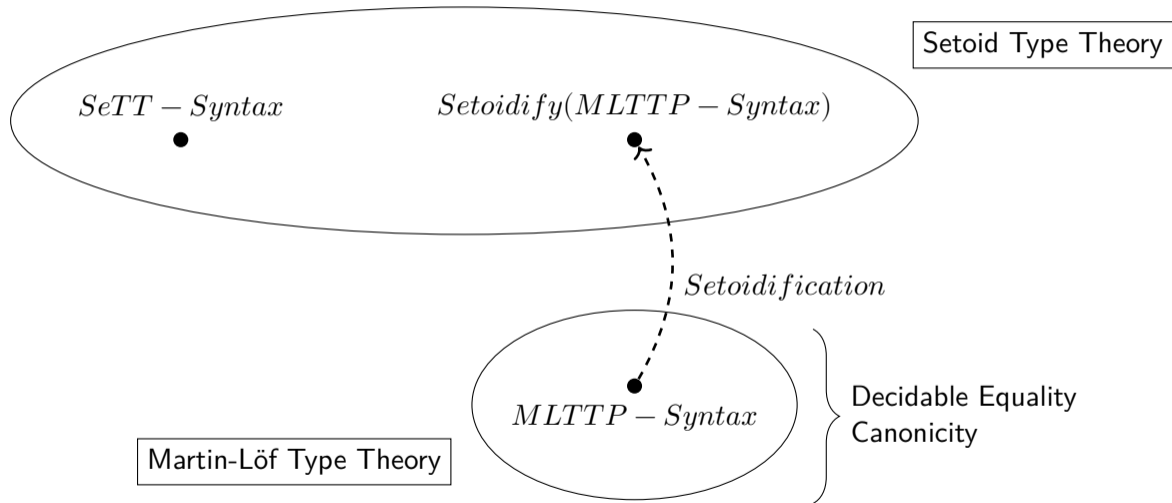 Setoid Type Theory
SeTT − Syntax
Setoidify(MLTTP − Syntax)
Setoidification
MLTTP − Syntax
Decidable Equality
Canonicity
Martin-Löf Type Theory